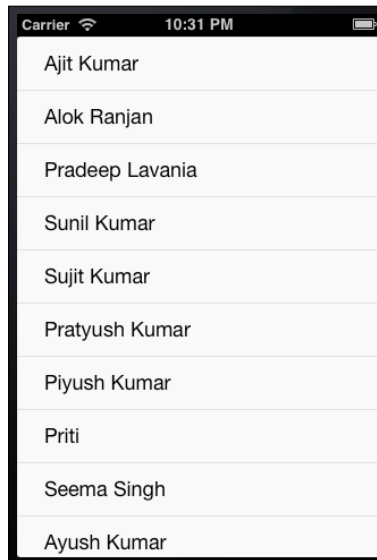 Carrier 10:31 PM
Ajit Kumar
Alok Ranjan
Pradeep Lavania
Sunil Kumar
Sujit Kumar
Pratyush Kumar
Piyush Kumar
Priti
Seema Singh
Ayush Kumar